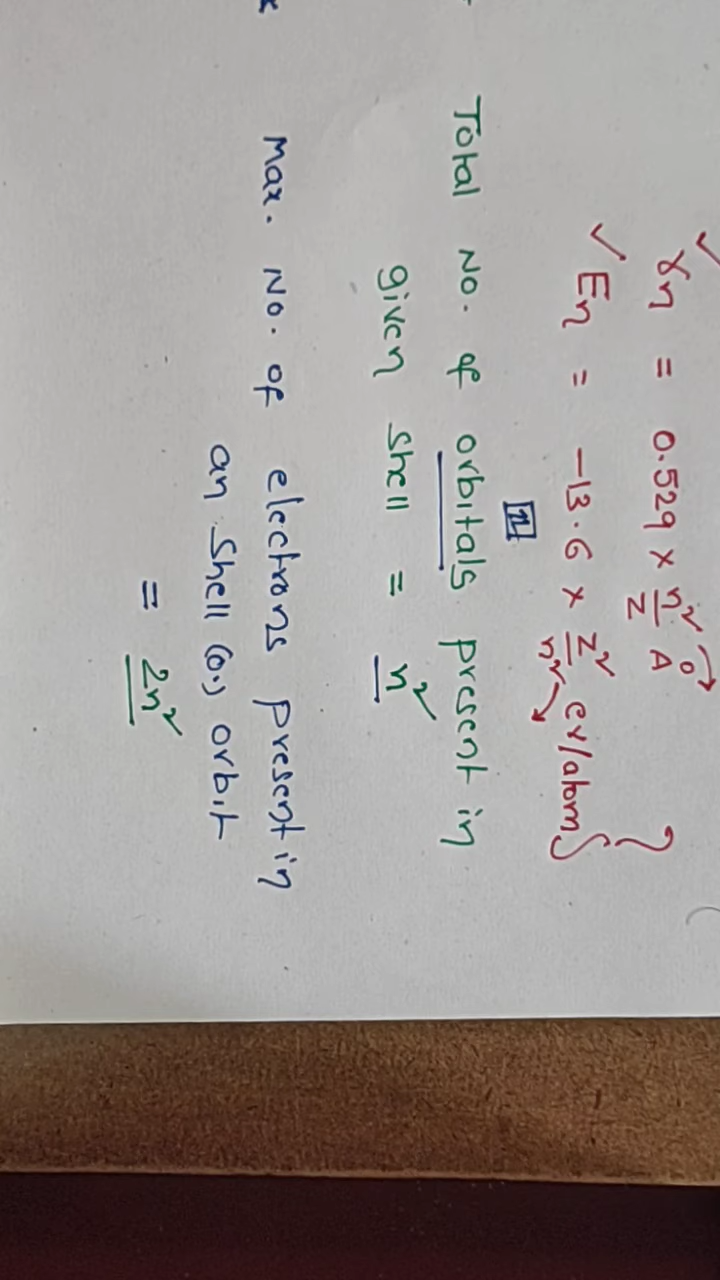 ✓ rn = 0.529 × n²/Z Å
✓ En = -13.6 × Z²/n² ev/atom }
n
Total No. of orbitals present in
given shell = n²
Max. No. of electrons present in
an shell (or) orbit
= 2n²